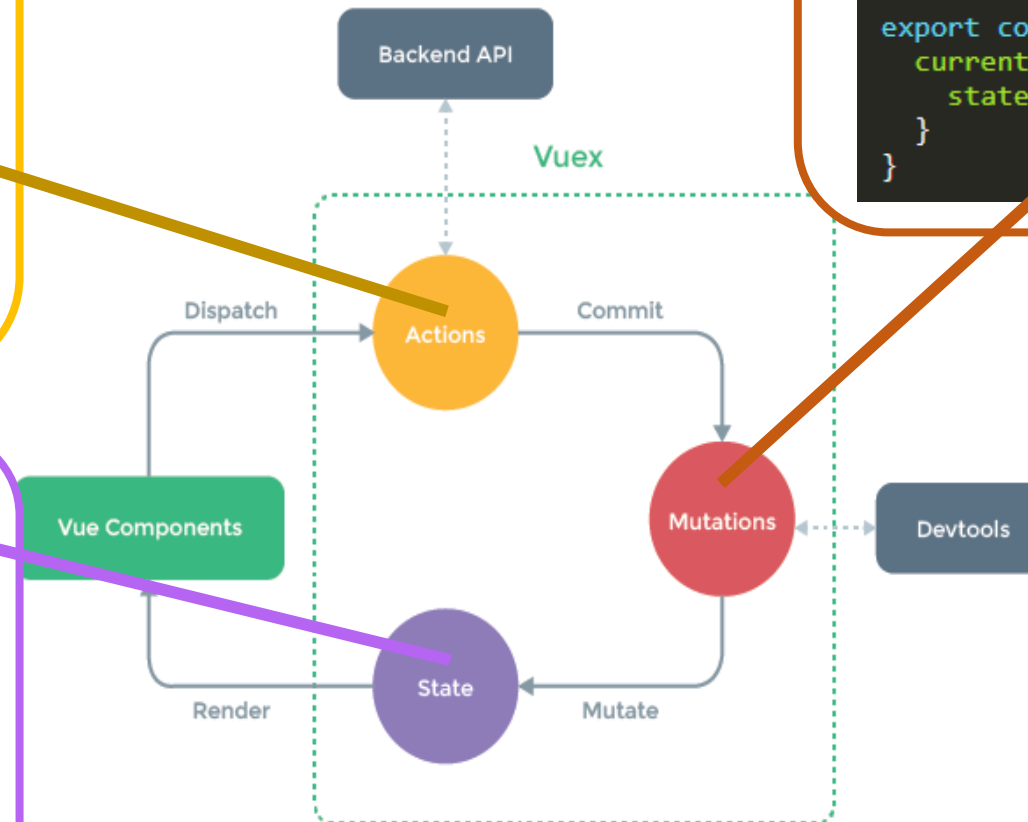 Backend API
export co
current
state
}
}
Vuex
Dispatch
Commit
Actions
Vue Components
Mutations
Devtools
State
Render
Mutate